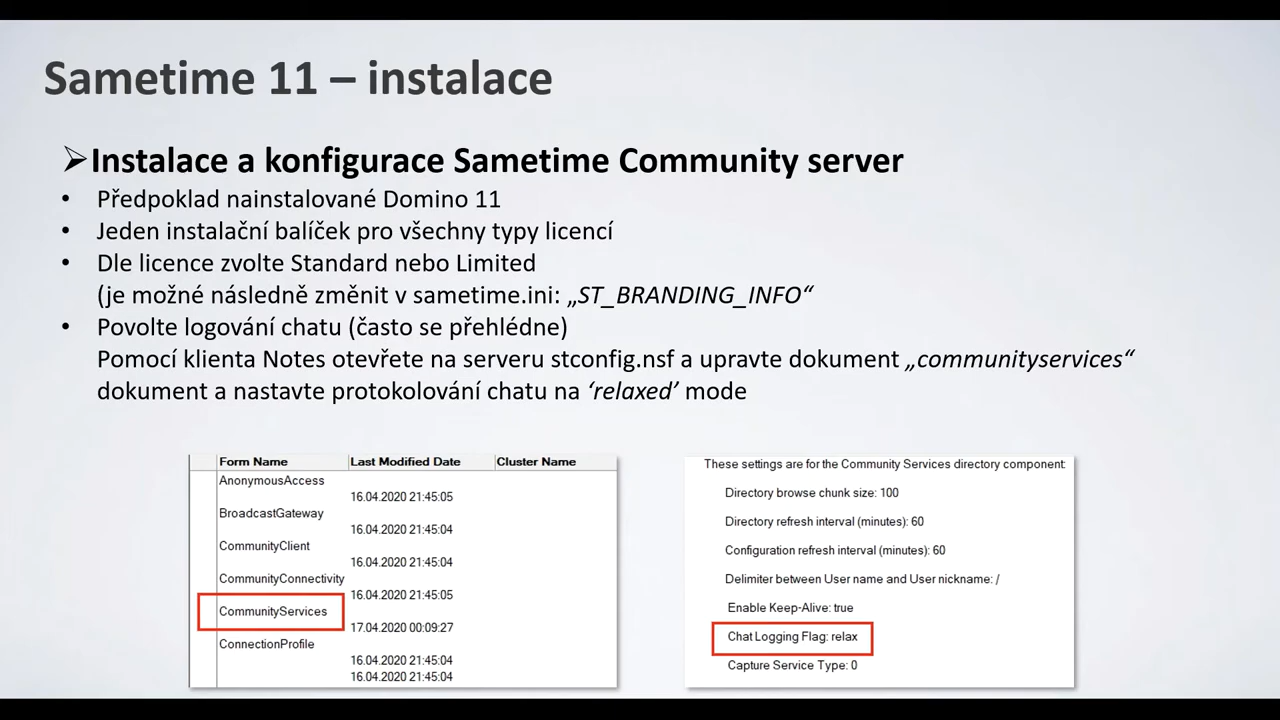 Sametime 11 – instalace
Instalace a konfigurace Sametime Community server
• Předpoklad nainstalované Domino 11
• Jeden instalační balíček pro všechny typy licencí
• Dle licence zvolte Standard nebo Limited
(je možné následně změnit v sametime.ini: „ST_BRANDING_INFO“
• Povolte logování chatu (často se přehlédne)
Pomocí klienta Notes otevřete na serveru stconfig.nsf a upravte dokument „communityservices“
dokument a nastavte protokolování chatu na ‘relaxed’ mode
Form Name Last Modified Date Cluster Name
AnonymousAccess
16.04.2020 21:45:05
BroadcastGateway
16.04.2020 21:45:04
CommunityClient
16.04.2020 21:45:04
CommunityConnectivity
16.04.2020 21:45:05
CommunityServices
17.04.2020 00:09:27
ConnectionProfile
16.04.2020 21:45:04
16.04.2020 21:45:04
These settings are for the Community Services directory component:
Directory browse chunk size: 100
Directory refresh interval (minutes): 60
Configuration refresh interval (minutes): 60
Delimiter between User name and User nickname: /
Enable Keep-Alive: true
Chat Logging Flag: relax
Capture Service Type: 0